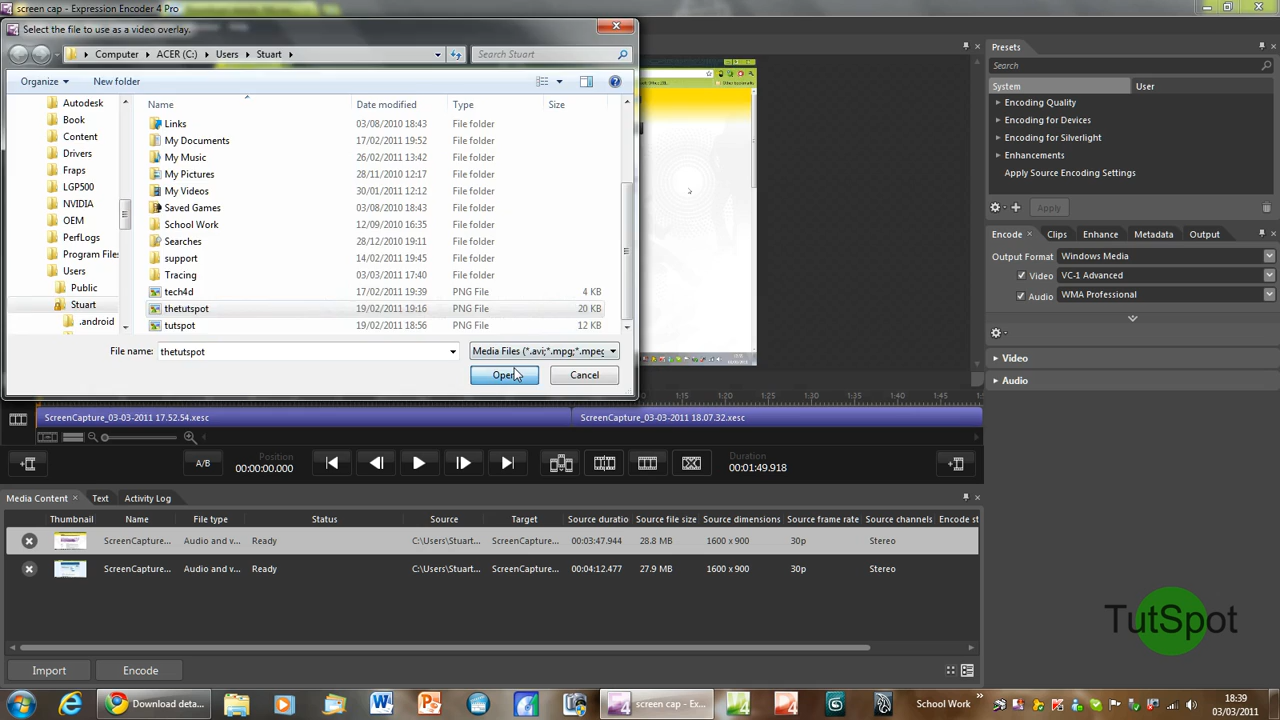 screen cap - Expression Encoder 4 Pro
Select the file to use as a video overlay.
Computer ACER (C:) Users Stuart
Search Stuart
Organize New folder
Name Date modified Type Size
Autodesk
Book
Content
Drivers
Fraps
LGP500
NVIDIA
OEM
PerfLogs
Program Files
Users
Public
Stuart
.android
Links 03/08/2010 18:43 File folder
My Documents 17/02/2011 19:52 File folder
My Music 26/02/2011 13:42 File folder
My Pictures 28/11/2010 12:17 File folder
My Videos 30/01/2011 12:12 File folder
Saved Games 03/08/2010 18:43 File folder
School Work 12/09/2010 16:35 File folder
Searches 28/12/2010 19:11 File folder
support 14/02/2011 19:45 File folder
Tracing 03/03/2011 17:40 File folder
tech4d 17/02/2011 19:39 PNG File 4 KB
thetutspot 19/02/2011 19:16 PNG File 20 KB
tutspot 19/02/2011 18:56 PNG File 12 KB
File name: thetutspot
Media Files (*.avi;*.mpg;*.mpeg
Open Cancel
Presets
Search
System User
Encoding Quality
Encoding for Devices
Encoding for Silverlight
Enhancements
Apply Source Encoding Settings
Apply
Encode Clips Enhance Metadata Output
Output Format Windows Media
Video VC-1 Advanced
Audio WMA Professional
Video
Audio
1:15 1:20 1:25 1:30 1:35 1:40 1:45
ScreenCapture_03-03-2011 17.52.54.xesc
ScreenCapture_03-03-2011 18.07.32.xesc
A/B
Position
00:00:00.000
Duration
00:01:49.918
Media Content Text Activity Log
Thumbnail Name File type Status Source Target Source duratio Source file size Source dimensions Source frame rate Source channels Encode st
ScreenCapture... Audio and v... Ready C:\Users\Stuart... ScreenCapture... 00:03:47.944 28.8 MB 1600 x 900 30p Stereo
ScreenCapture... Audio and v... Ready C:\Users\Stuart... ScreenCapture... 00:04:12.477 27.9 MB 1600 x 900 30p Stereo
TutSpot
Import Encode
Download deta...
screen cap - Ex...
School Work
18:39
03/03/2011